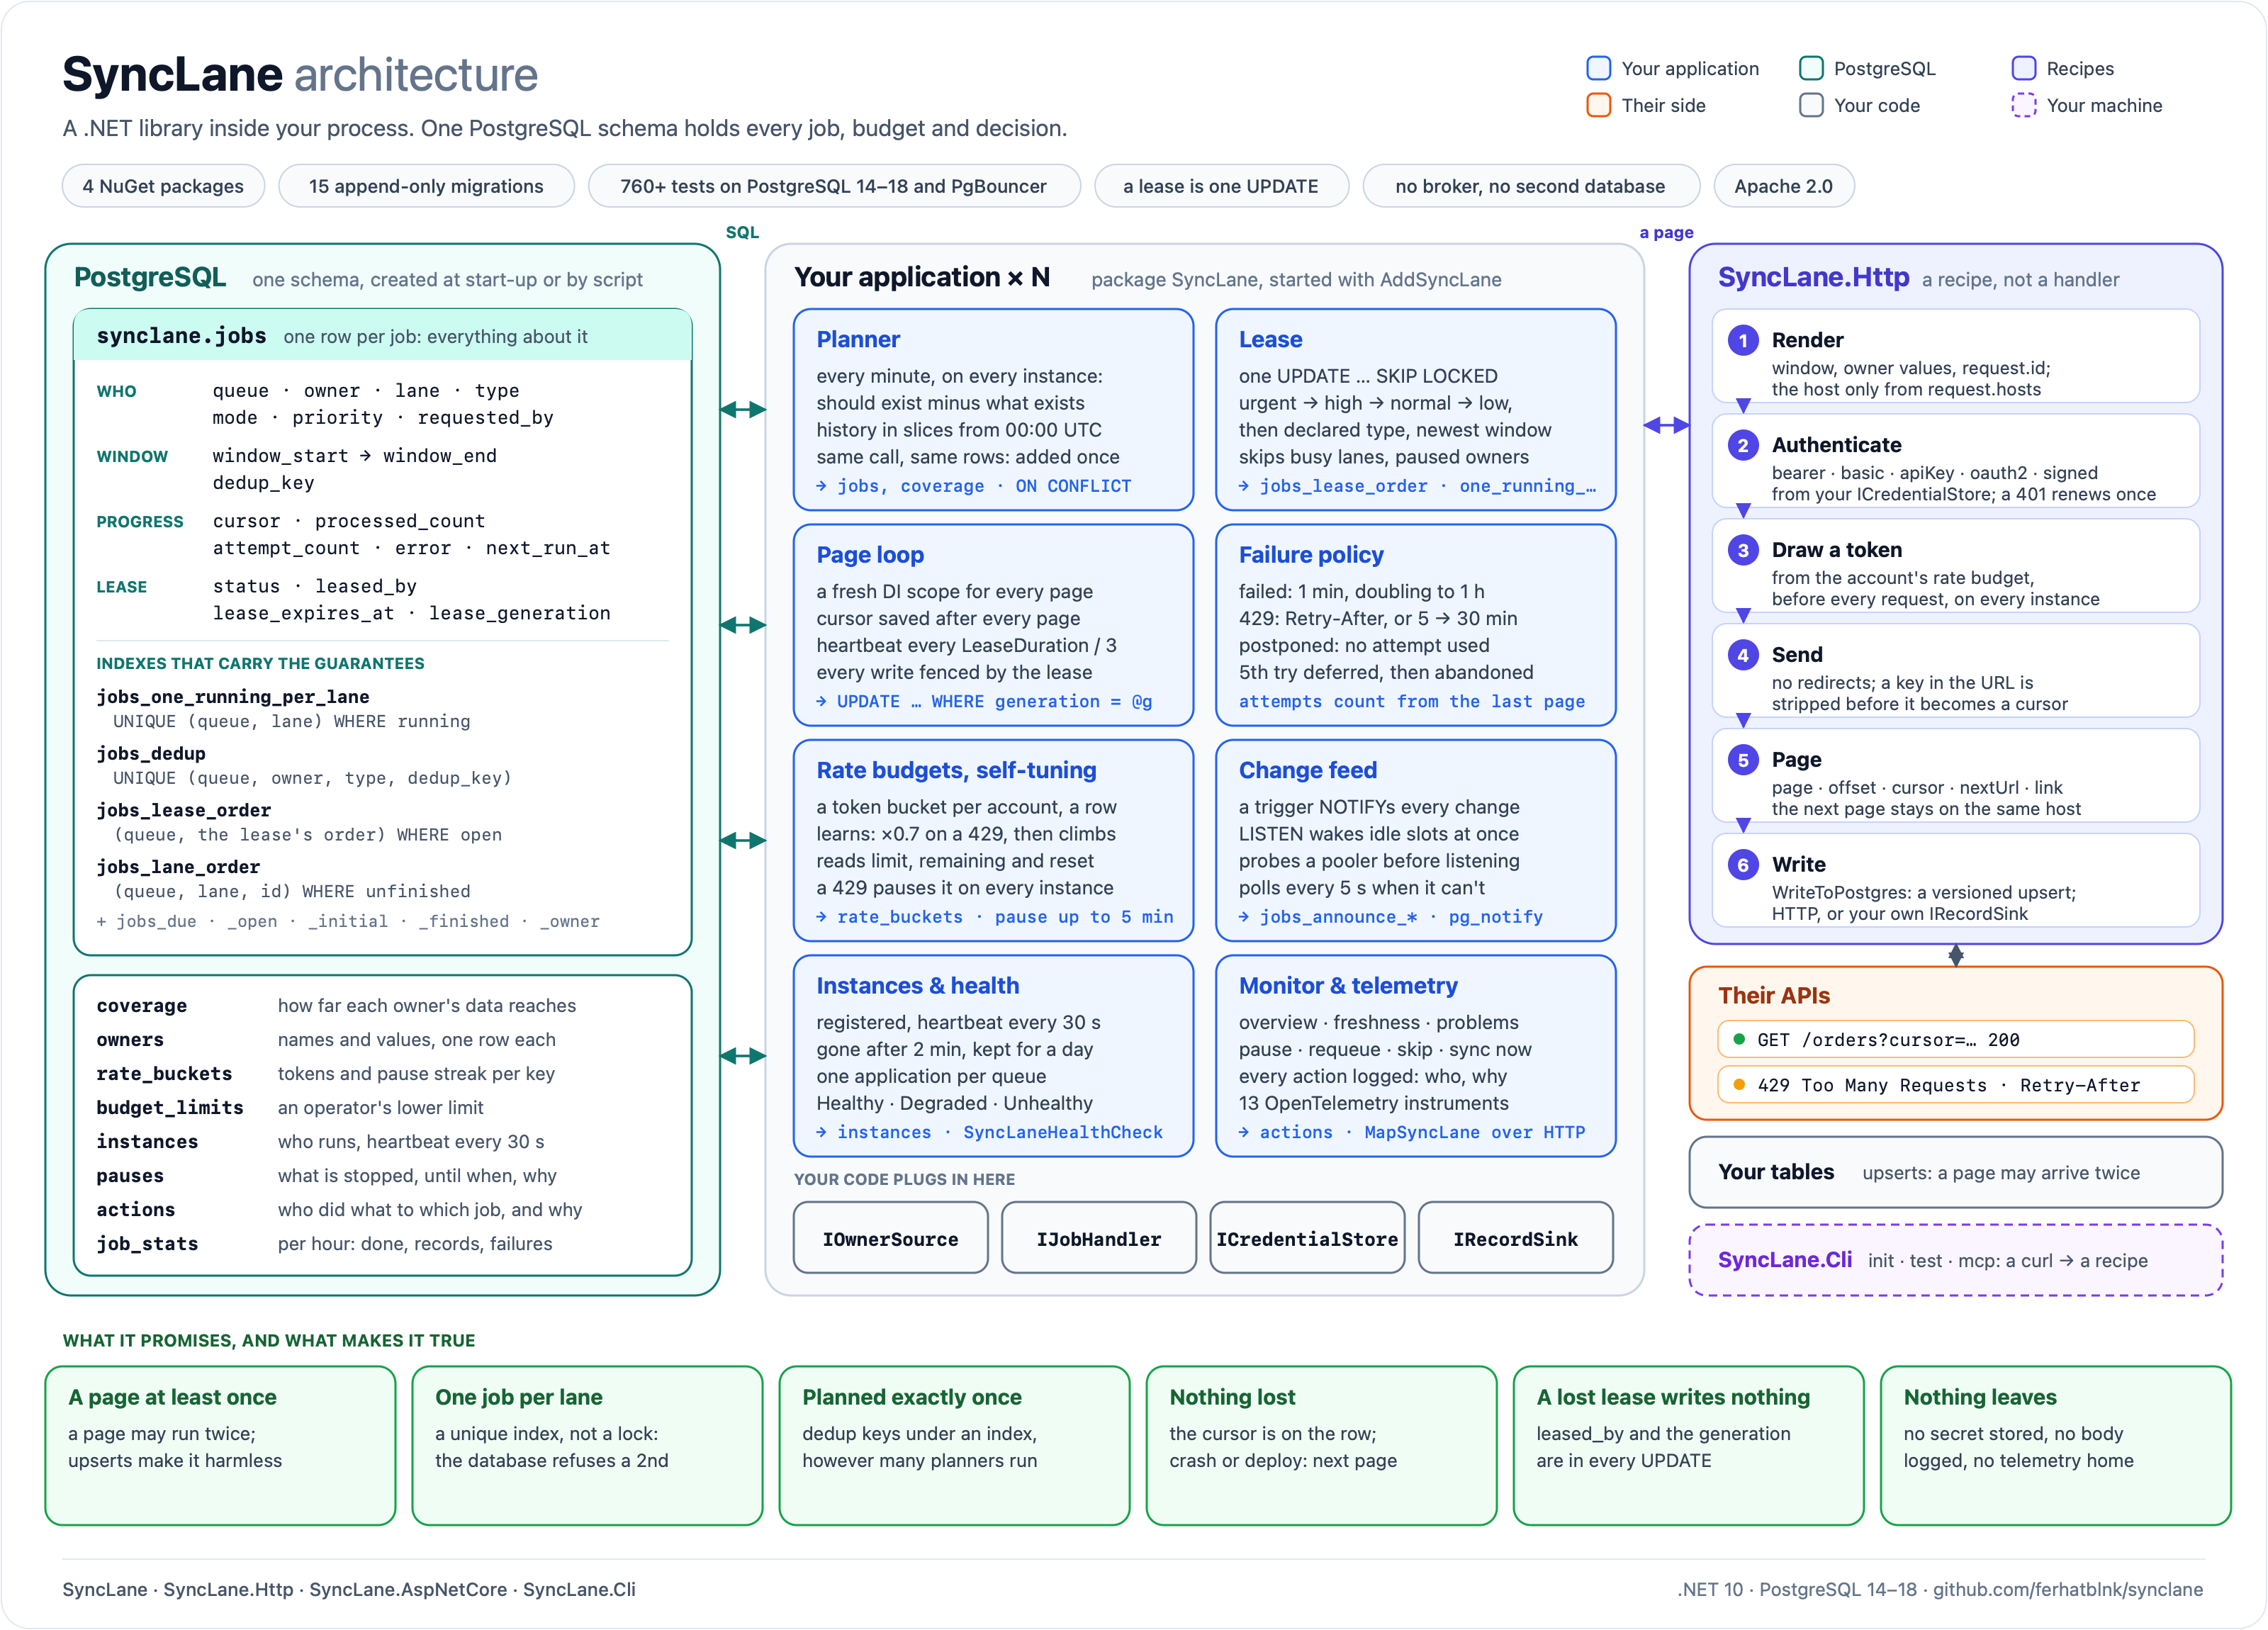 SyncLane architecture
A .NET library inside your process. One PostgreSQL schema holds every job, budget and decision.
Your application
PostgreSQL
Recipes
Their side
Your code
Your machine
4 NuGet packages
15 append-only migrations
760+ tests on PostgreSQL 14–18 and PgBouncer
a lease is one UPDATE
no broker, no second database
Apache 2.0
SQL
a page
PostgreSQL one schema, created at start-up or by script
synclane.jobs one row per job: everything about it
WHO queue · owner · lane · type
mode · priority · requested_by
WINDOW window_start → window_end
dedup_key
PROGRESS cursor · processed_count
attempt_count · error · next_run_at
LEASE status · leased_by
lease_expires_at · lease_generation
INDEXES THAT CARRY THE GUARANTEES
jobs_one_running_per_lane
UNIQUE (queue, lane) WHERE running
jobs_dedup
UNIQUE (queue, owner, type, dedup_key)
jobs_lease_order
(queue, the lease's order) WHERE open
jobs_lane_order
(queue, lane, id) WHERE unfinished
+ jobs_due · _open · _initial · _finished · _owner
coverage how far each owner's data reaches
owners names and values, one row each
rate_buckets tokens and pause streak per key
budget_limits an operator's lower limit
instances who runs, heartbeat every 30 s
pauses what is stopped, until when, why
actions who did what to which job, and why
job_stats per hour: done, records, failures
Your application × N package SyncLane, started with AddSyncLane
Planner
every minute, on every instance:
should exist minus what exists
history in slices from 00:00 UTC
same call, same rows: added once
→ jobs, coverage · ON CONFLICT
Lease
one UPDATE … SKIP LOCKED
urgent → high → normal → low,
then declared type, newest window
skips busy lanes, paused owners
→ jobs_lease_order · one_running_…
Page loop
a fresh DI scope for every page
cursor saved after every page
heartbeat every LeaseDuration / 3
every write fenced by the lease
→ UPDATE … WHERE generation = @g
Failure policy
failed: 1 min, doubling to 1 h
429: Retry-After, or 5 → 30 min
postponed: no attempt used
5th try deferred, then abandoned
attempts count from the last page
Rate budgets, self-tuning
a token bucket per account, a row
learns: ×0.7 on a 429, then climbs
reads limit, remaining and reset
a 429 pauses it on every instance
→ rate_buckets · pause up to 5 min
Change feed
a trigger NOTIFYs every change
LISTEN wakes idle slots at once
probes a pooler before listening
polls every 5 s when it can't
→ jobs_announce_* · pg_notify
Instances & health
registered, heartbeat every 30 s
gone after 2 min, kept for a day
one application per queue
Healthy · Degraded · Unhealthy
→ instances · SyncLaneHealthCheck
Monitor & telemetry
overview · freshness · problems
pause · requeue · skip · sync now
every action logged: who, why
13 OpenTelemetry instruments
→ actions · MapSyncLane over HTTP
YOUR CODE PLUGS IN HERE
IOwnerSource
IJobHandler
ICredentialStore
IRecordSink
SyncLane.Http a recipe, not a handler
1 Render
window, owner values, request.id;
the host only from request.hosts
2 Authenticate
bearer · basic · apiKey · oauth2 · signed
from your ICredentialStore; a 401 renews once
3 Draw a token
from the account's rate budget,
before every request, on every instance
4 Send
no redirects; a key in the URL is
stripped before it becomes a cursor
5 Page
page · offset · cursor · nextUrl · link
the next page stays on the same host
6 Write
WriteToPostgres: a versioned upsert;
HTTP, or your own IRecordSink
Their APIs
GET /orders?cursor=… 200
429 Too Many Requests · Retry-After
Your tables upserts: a page may arrive twice
SyncLane.Cli init · test · mcp: a curl → a recipe
WHAT IT PROMISES, AND WHAT MAKES IT TRUE
A page at least once
a page may run twice;
upserts make it harmless
One job per lane
a unique index, not a lock:
the database refuses a 2nd
Planned exactly once
dedup keys under an index,
however many planners run
Nothing lost
the cursor is on the row;
crash or deploy: next page
A lost lease writes nothing
leased_by and the generation
are in every UPDATE
Nothing leaves
no secret stored, no body
logged, no telemetry home
SyncLane · SyncLane.Http · SyncLane.AspNetCore · SyncLane.Cli
.NET 10 · PostgreSQL 14–18 · github.com/ferhatblnk/synclane